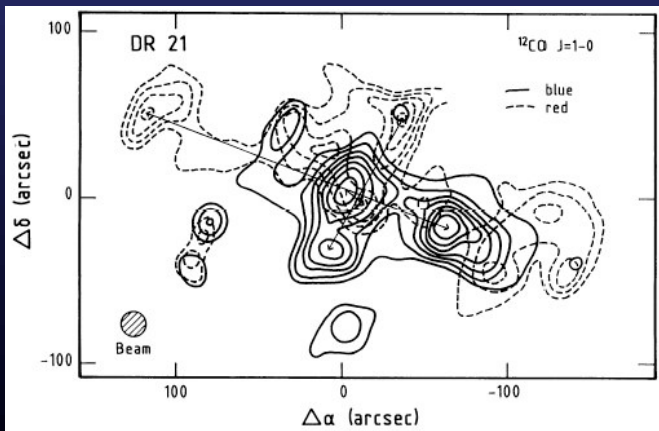 100
DR 21
¹²CO J=1-0
blue
red
Δδ (arcsec)
0
-100
Beam
100
0
-100
Δα (arcsec)